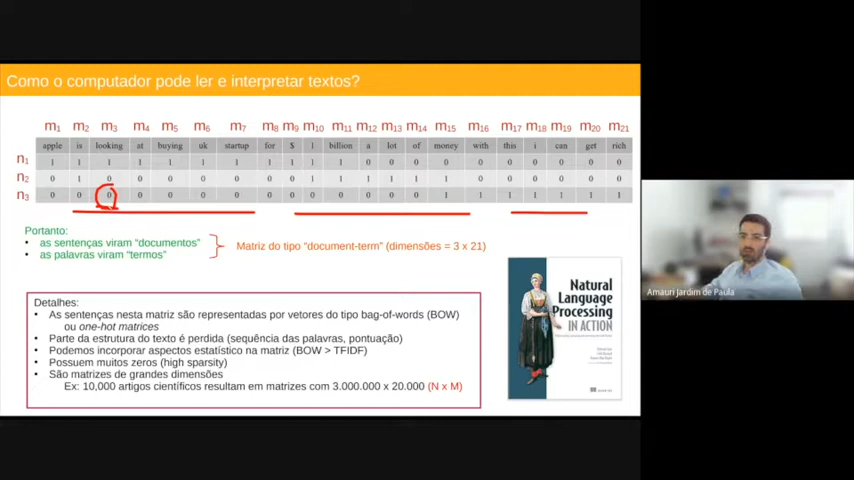 Como o computador pode ler e interpretar textos?
m1 m2 m3 m4 m5 m6 m7 m8 m9 m10 m11 m12 m13 m14 m15 m16 m17 m18 m19 m20 m21
apple is looking at buying uk startup for $ 1 billion a lot of money with this i can get rich
n1 1 1 1 1 1 1 1 1 1 1 1 0 0 0 0 0 0 0 0 0 0
n2 0 1 0 0 0 0 0 0 0 1 1 1 1 1 1 0 0 0 0 0 0
n3 0 0 0 0 0 0 0 0 0 0 0 0 0 0 1 1 1 1 1 1 1
Portanto:
• as sentenças viram “documentos”
• as palavras viram “termos”
Matriz do tipo “document-term” (dimensões = 3 x 21)
Detalhes:
• As sentenças nesta matriz são representadas por vetores do tipo bag-of-words (BOW)
ou one-hot matrices
• Parte da estrutura do texto é perdida (sequência das palavras, pontuação)
• Podemos incorporar aspectos estatístico na matriz (BOW > TFIDF)
• Possuem muitos zeros (high sparsity)
• São matrizes de grandes dimensões
Ex: 10,000 artigos científicos resultam em matrizes com 3.000.000 x 20.000 (N x M)
Natural
Language
Processing
IN ACTION
Amauri Jardim de Paula